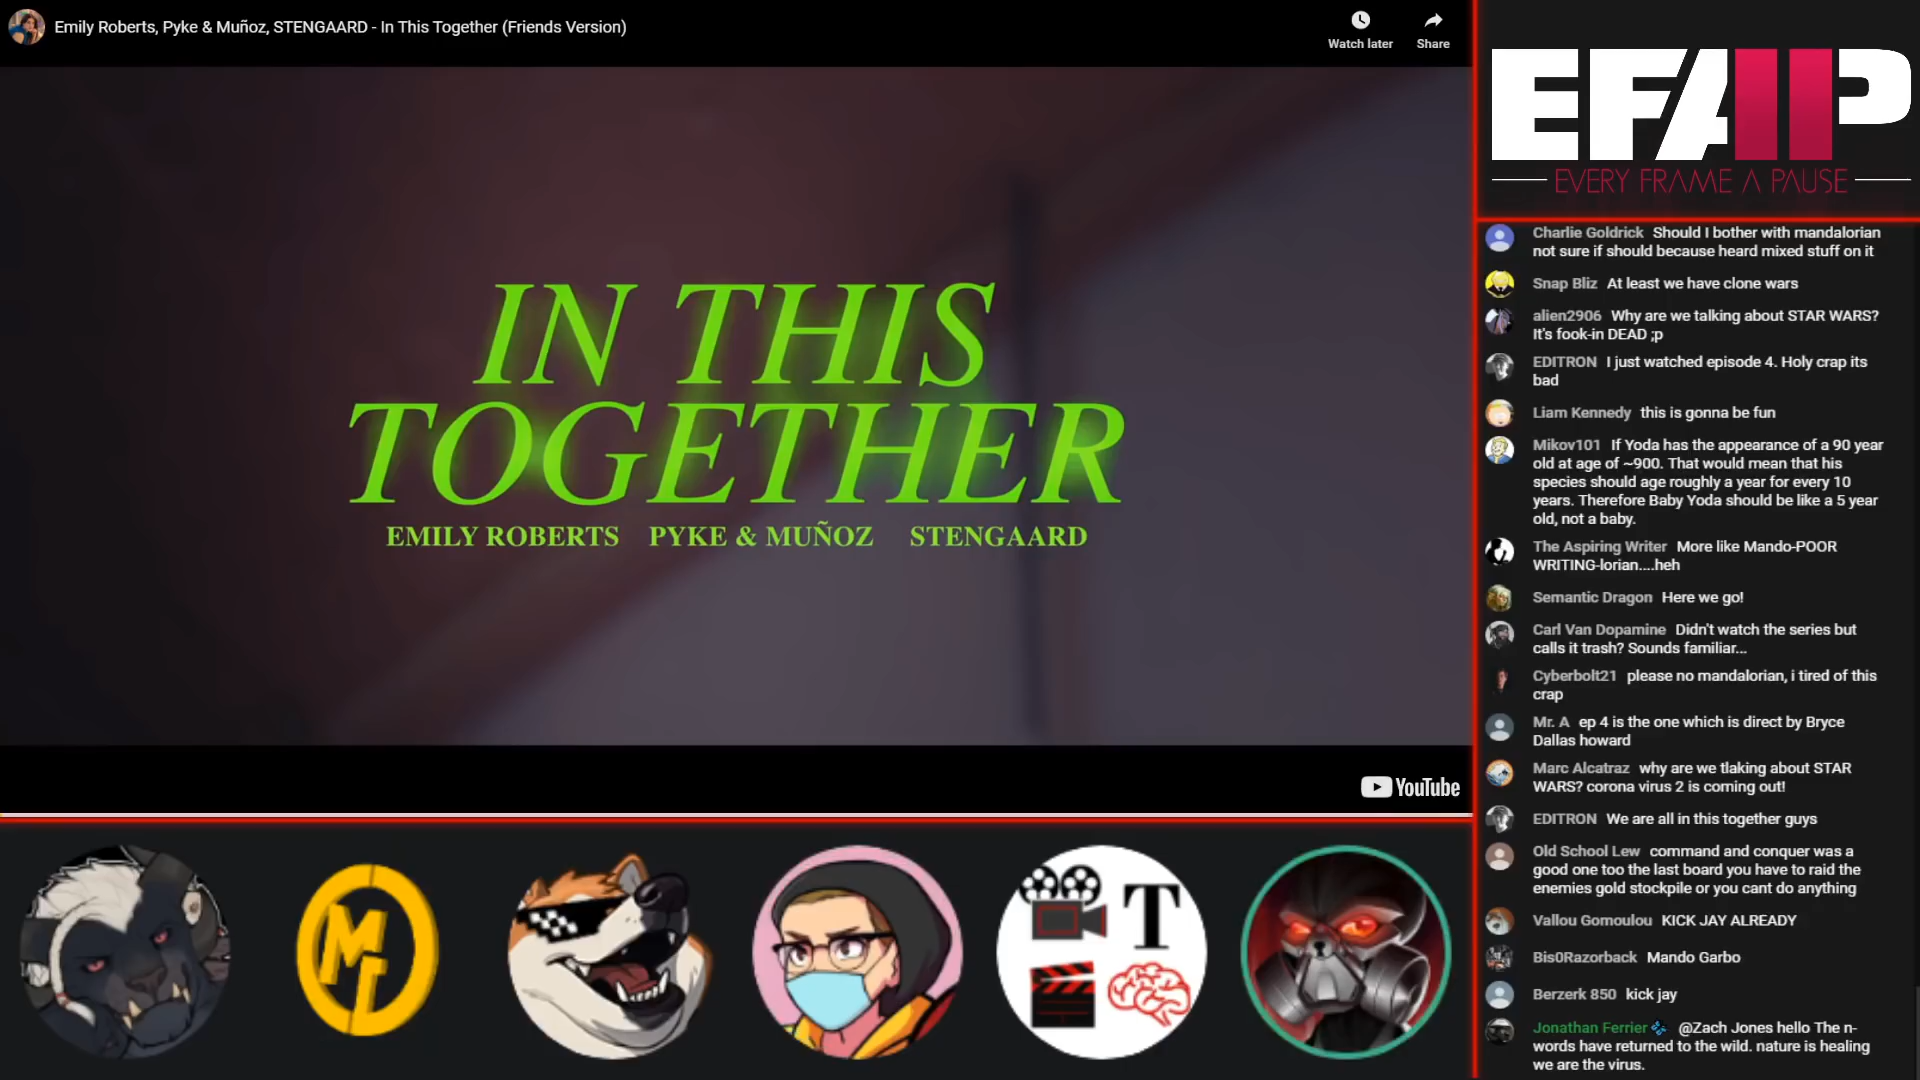 Emily Roberts, Pyke & Muñoz, STENGAARD - In This Together (Friends Version)
Watch later
Share
IN THIS
TOGETHER
EMILY ROBERTS PYKE & MUÑOZ STENGAARD
YouTube
M
T
EFAP
EVERY FRAME A PAUSE
Charlie Goldrick Should I bother with mandalorian
not sure if should because heard mixed stuff on it
Snap Bliz At least we have clone wars
alien2906 Why are we talking about STAR WARS?
It's fook-in DEAD ;p
EDITRON I just watched episode 4. Holy crap its
bad
Liam Kennedy this is gonna be fun
Mikov101 If Yoda has the appearance of a 90 year
old at age of ~900. That would mean that his
species should age roughly a year for every 10
years. Therefore Baby Yoda should be like a 5 year
old, not a baby.
The Aspiring Writer More like Mando-POOR
WRITING-lorian....heh
Semantic Dragon Here we go!
Carl Van Dopamine Didn't watch the series but
calls it trash? Sounds familiar...
Cyberbolt21 please no mandalorian, i tired of this
crap
Mr. A ep 4 is the one which is direct by Bryce
Dallas howard
Marc Alcatraz why are we tlaking about STAR
WARS? corona virus 2 is coming out!
EDITRON We are all in this together guys
Old School Lew command and conquer was a
good one too the last board you have to raid the
enemies gold stockpile or you cant do anything
Vallou Gomoulou KICK JAY ALREADY
Bis0Razorback Mando Garbo
Berzerk 850 kick jay
Jonathan Ferrier @Zach Jones hello The n-
words have returned to the wild. nature is healing
we are the virus.